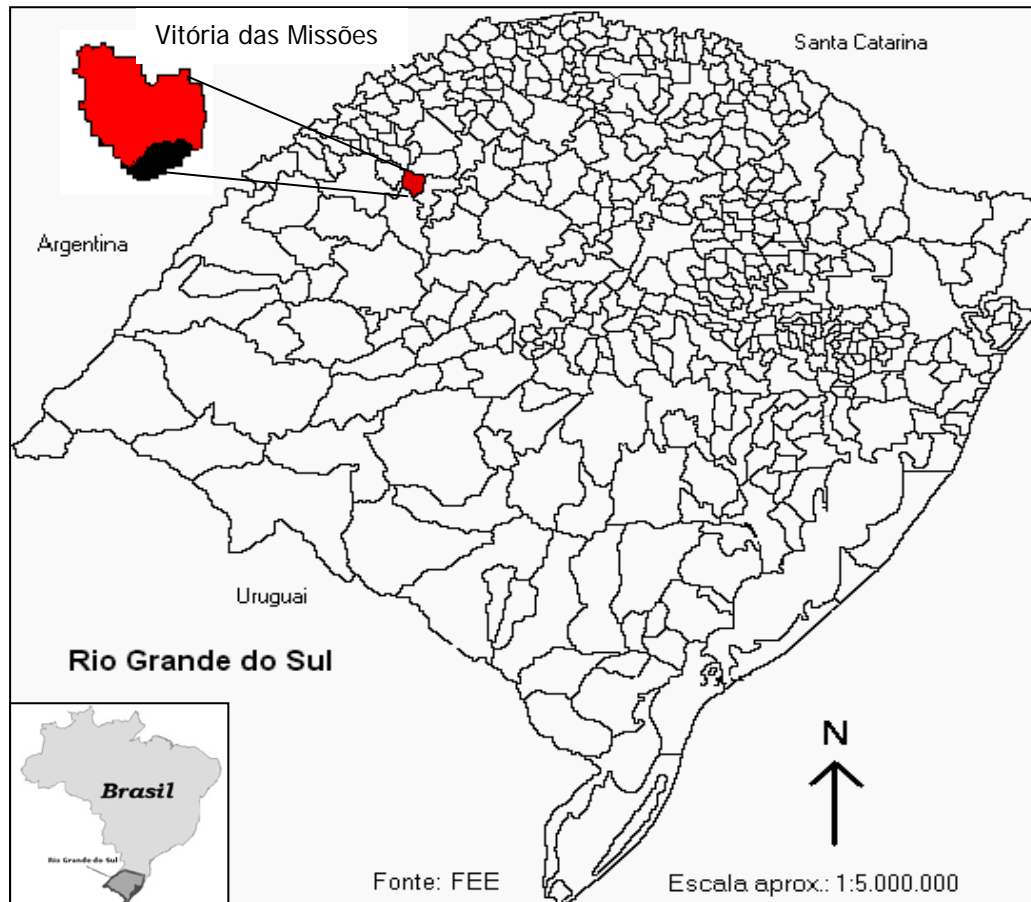 Vitória das Missões
Santa Catarina
Argentina
Uruguai
Rio Grande do Sul
Brasil
Rio Grande do Sul
N
Fonte: FEE
Escala aprox.: 1:5.000.000